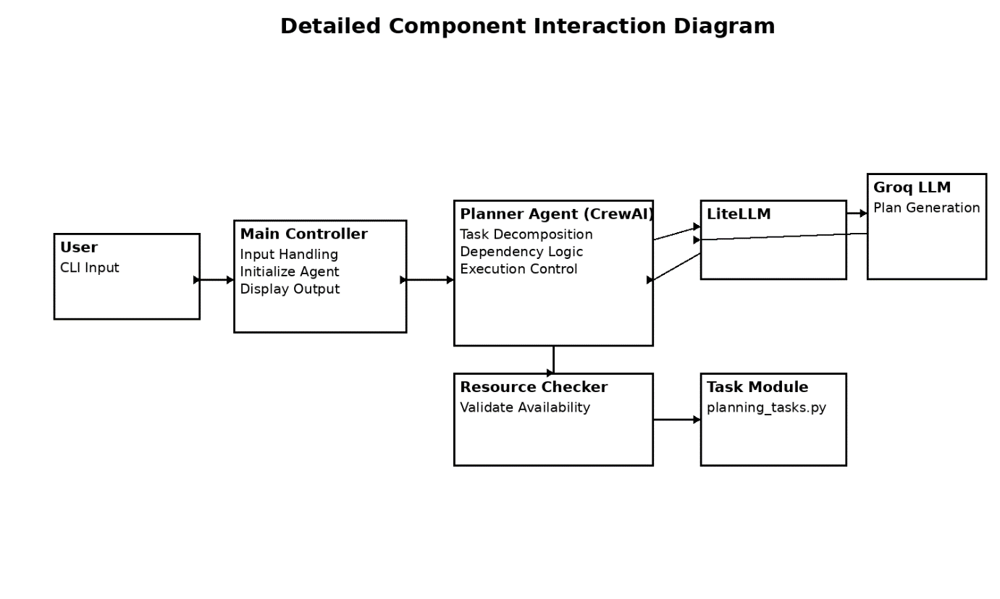 Detailed Component Interaction Diagram
User
CLI Input
Main Controller
Input Handling
Initialize Agent
Display Output
Planner Agent (CrewAI)
Task Decomposition
Dependency Logic
Execution Control
LiteLLM
Groq LLM
Plan Generation
Resource Checker
Validate Availability
Task Module
planning_tasks.py